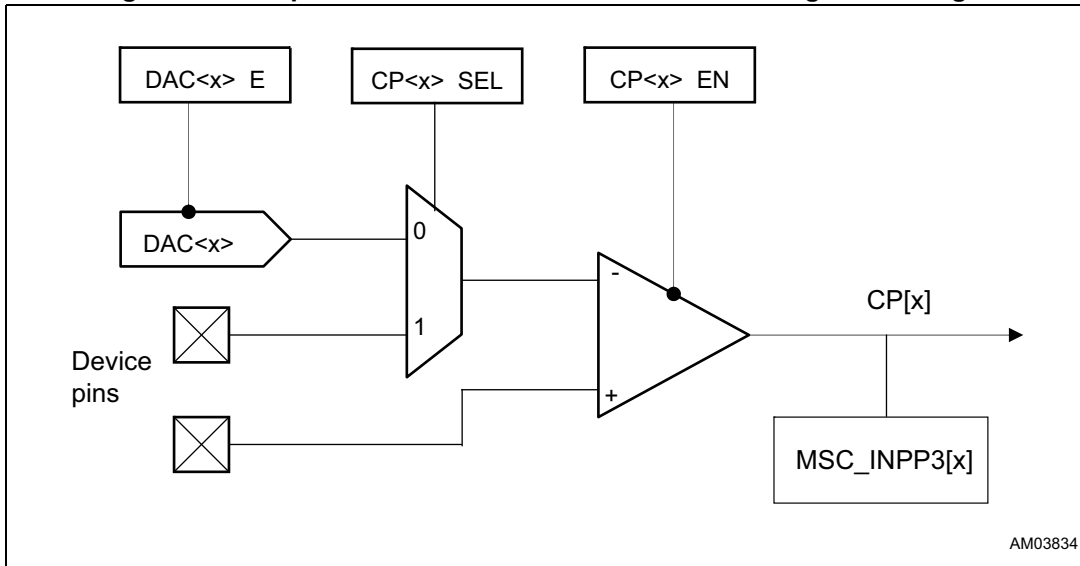 DAC<x> E
CP<x> SEL
CP<x> EN
DAC<x>
0
1
-
+
CP[x]
Device
pins
MSC_INPP3[x]
AM03834